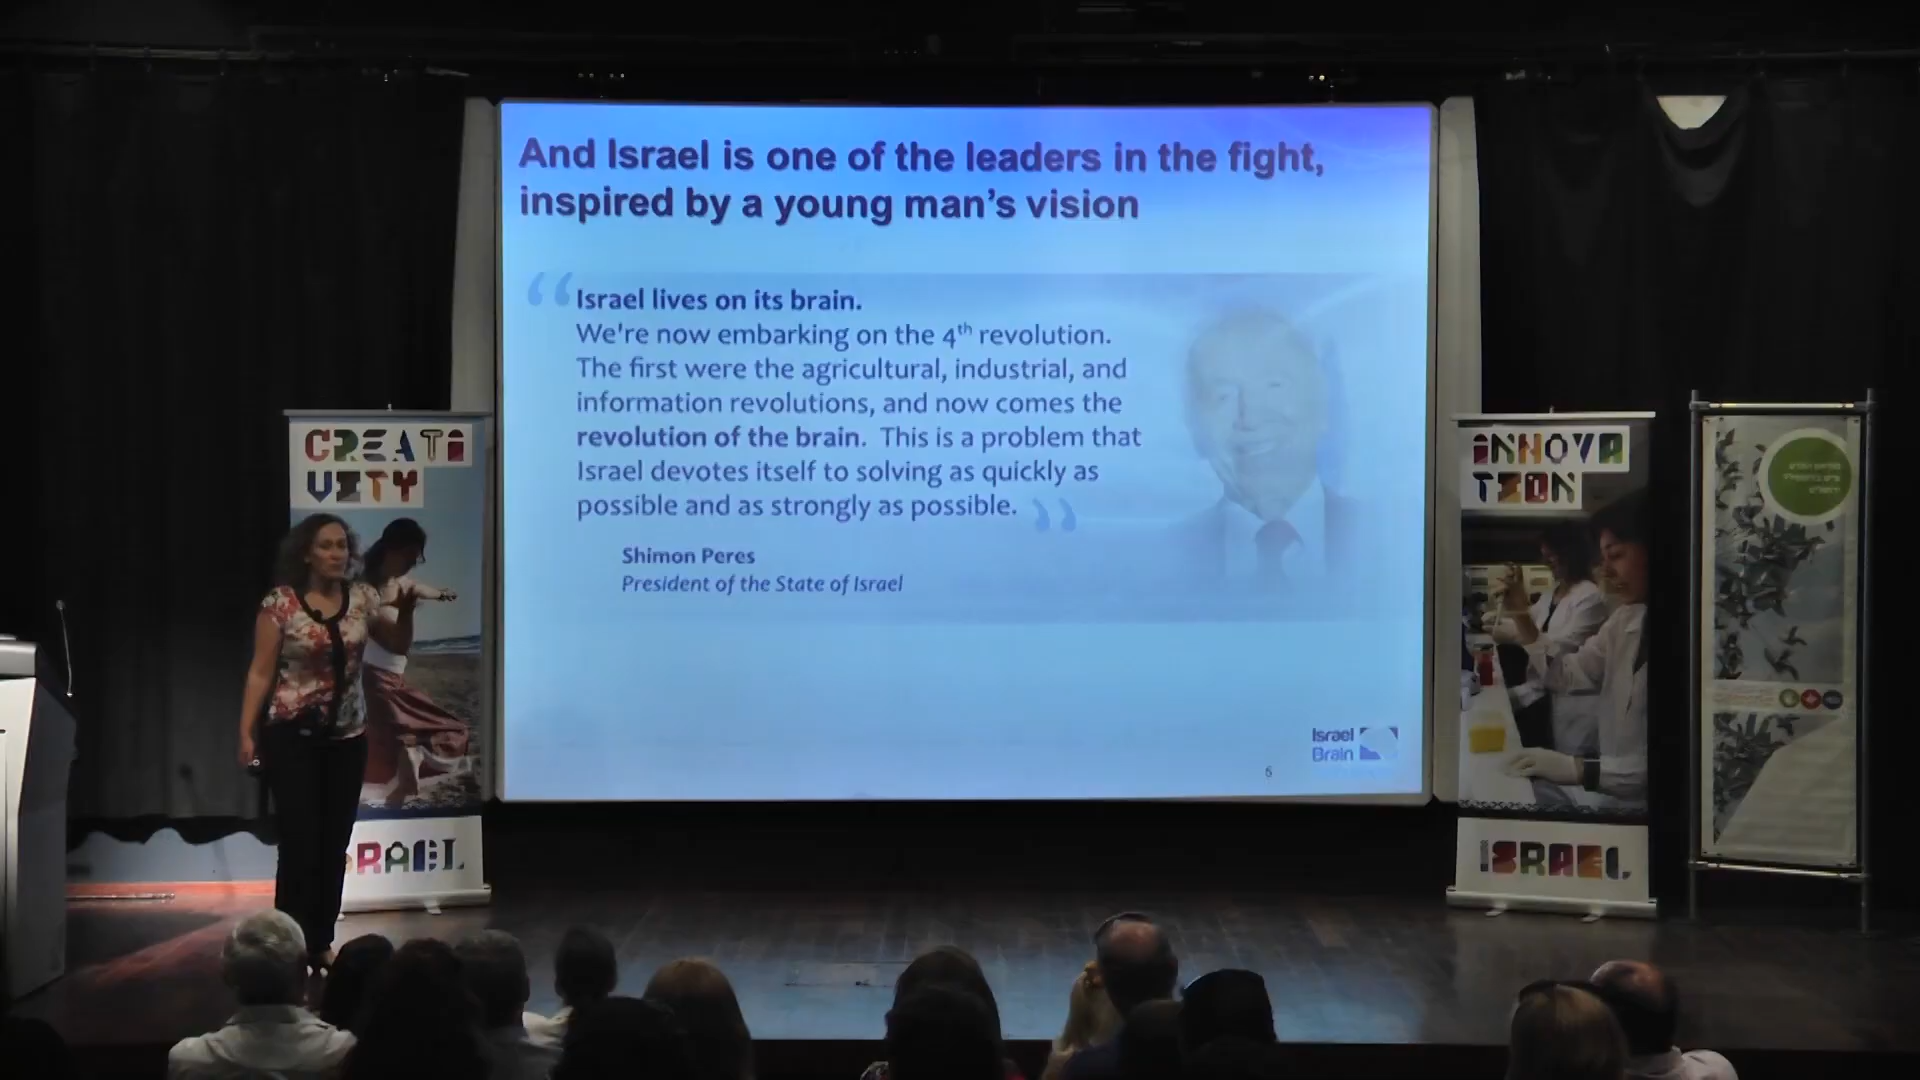 And Israel is one of the leaders in the fight,
inspired by a young man's vision
“Israel lives on its brain.
We're now embarking on the 4th revolution.
The first were the agricultural, industrial, and
information revolutions, and now comes the
revolution of the brain. This is a problem that
Israel devotes itself to solving as quickly as
possible and as strongly as possible.”
Shimon Peres
President of the State of Israel
Israel
Brain
6
CREATI
VITY
RAEL
INNOVA
TION
ISRAEL